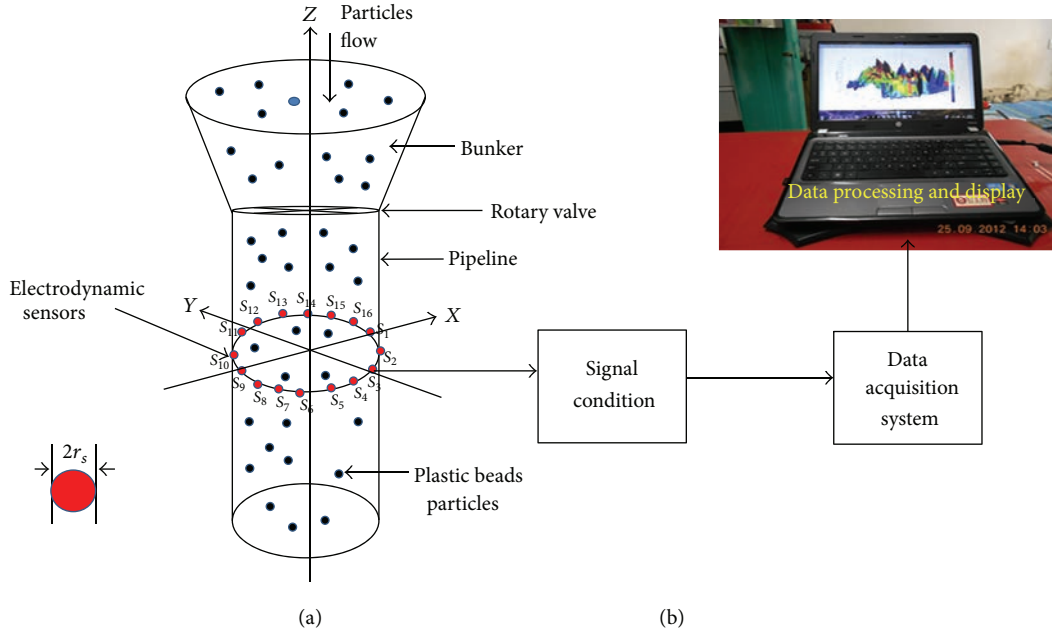 Z
Particles
flow
Bunker
Rotary valve
Pipeline
Electrodynamic
sensors
Y
X
S13
S14
S15
S12
S16
S11
S1
S10
S2
S9
S3
S8
S7
S6
S5
S4
2rs
Plastic beads
particles
Signal
condition
Data
acquisition
system
Data processing and display
25.09.2012 14:03
(a)
(b)